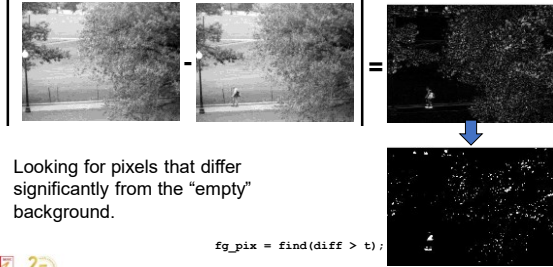 -
=
Looking for pixels that differ
significantly from the “empty”
background.
fg_pix = find(diff > t);